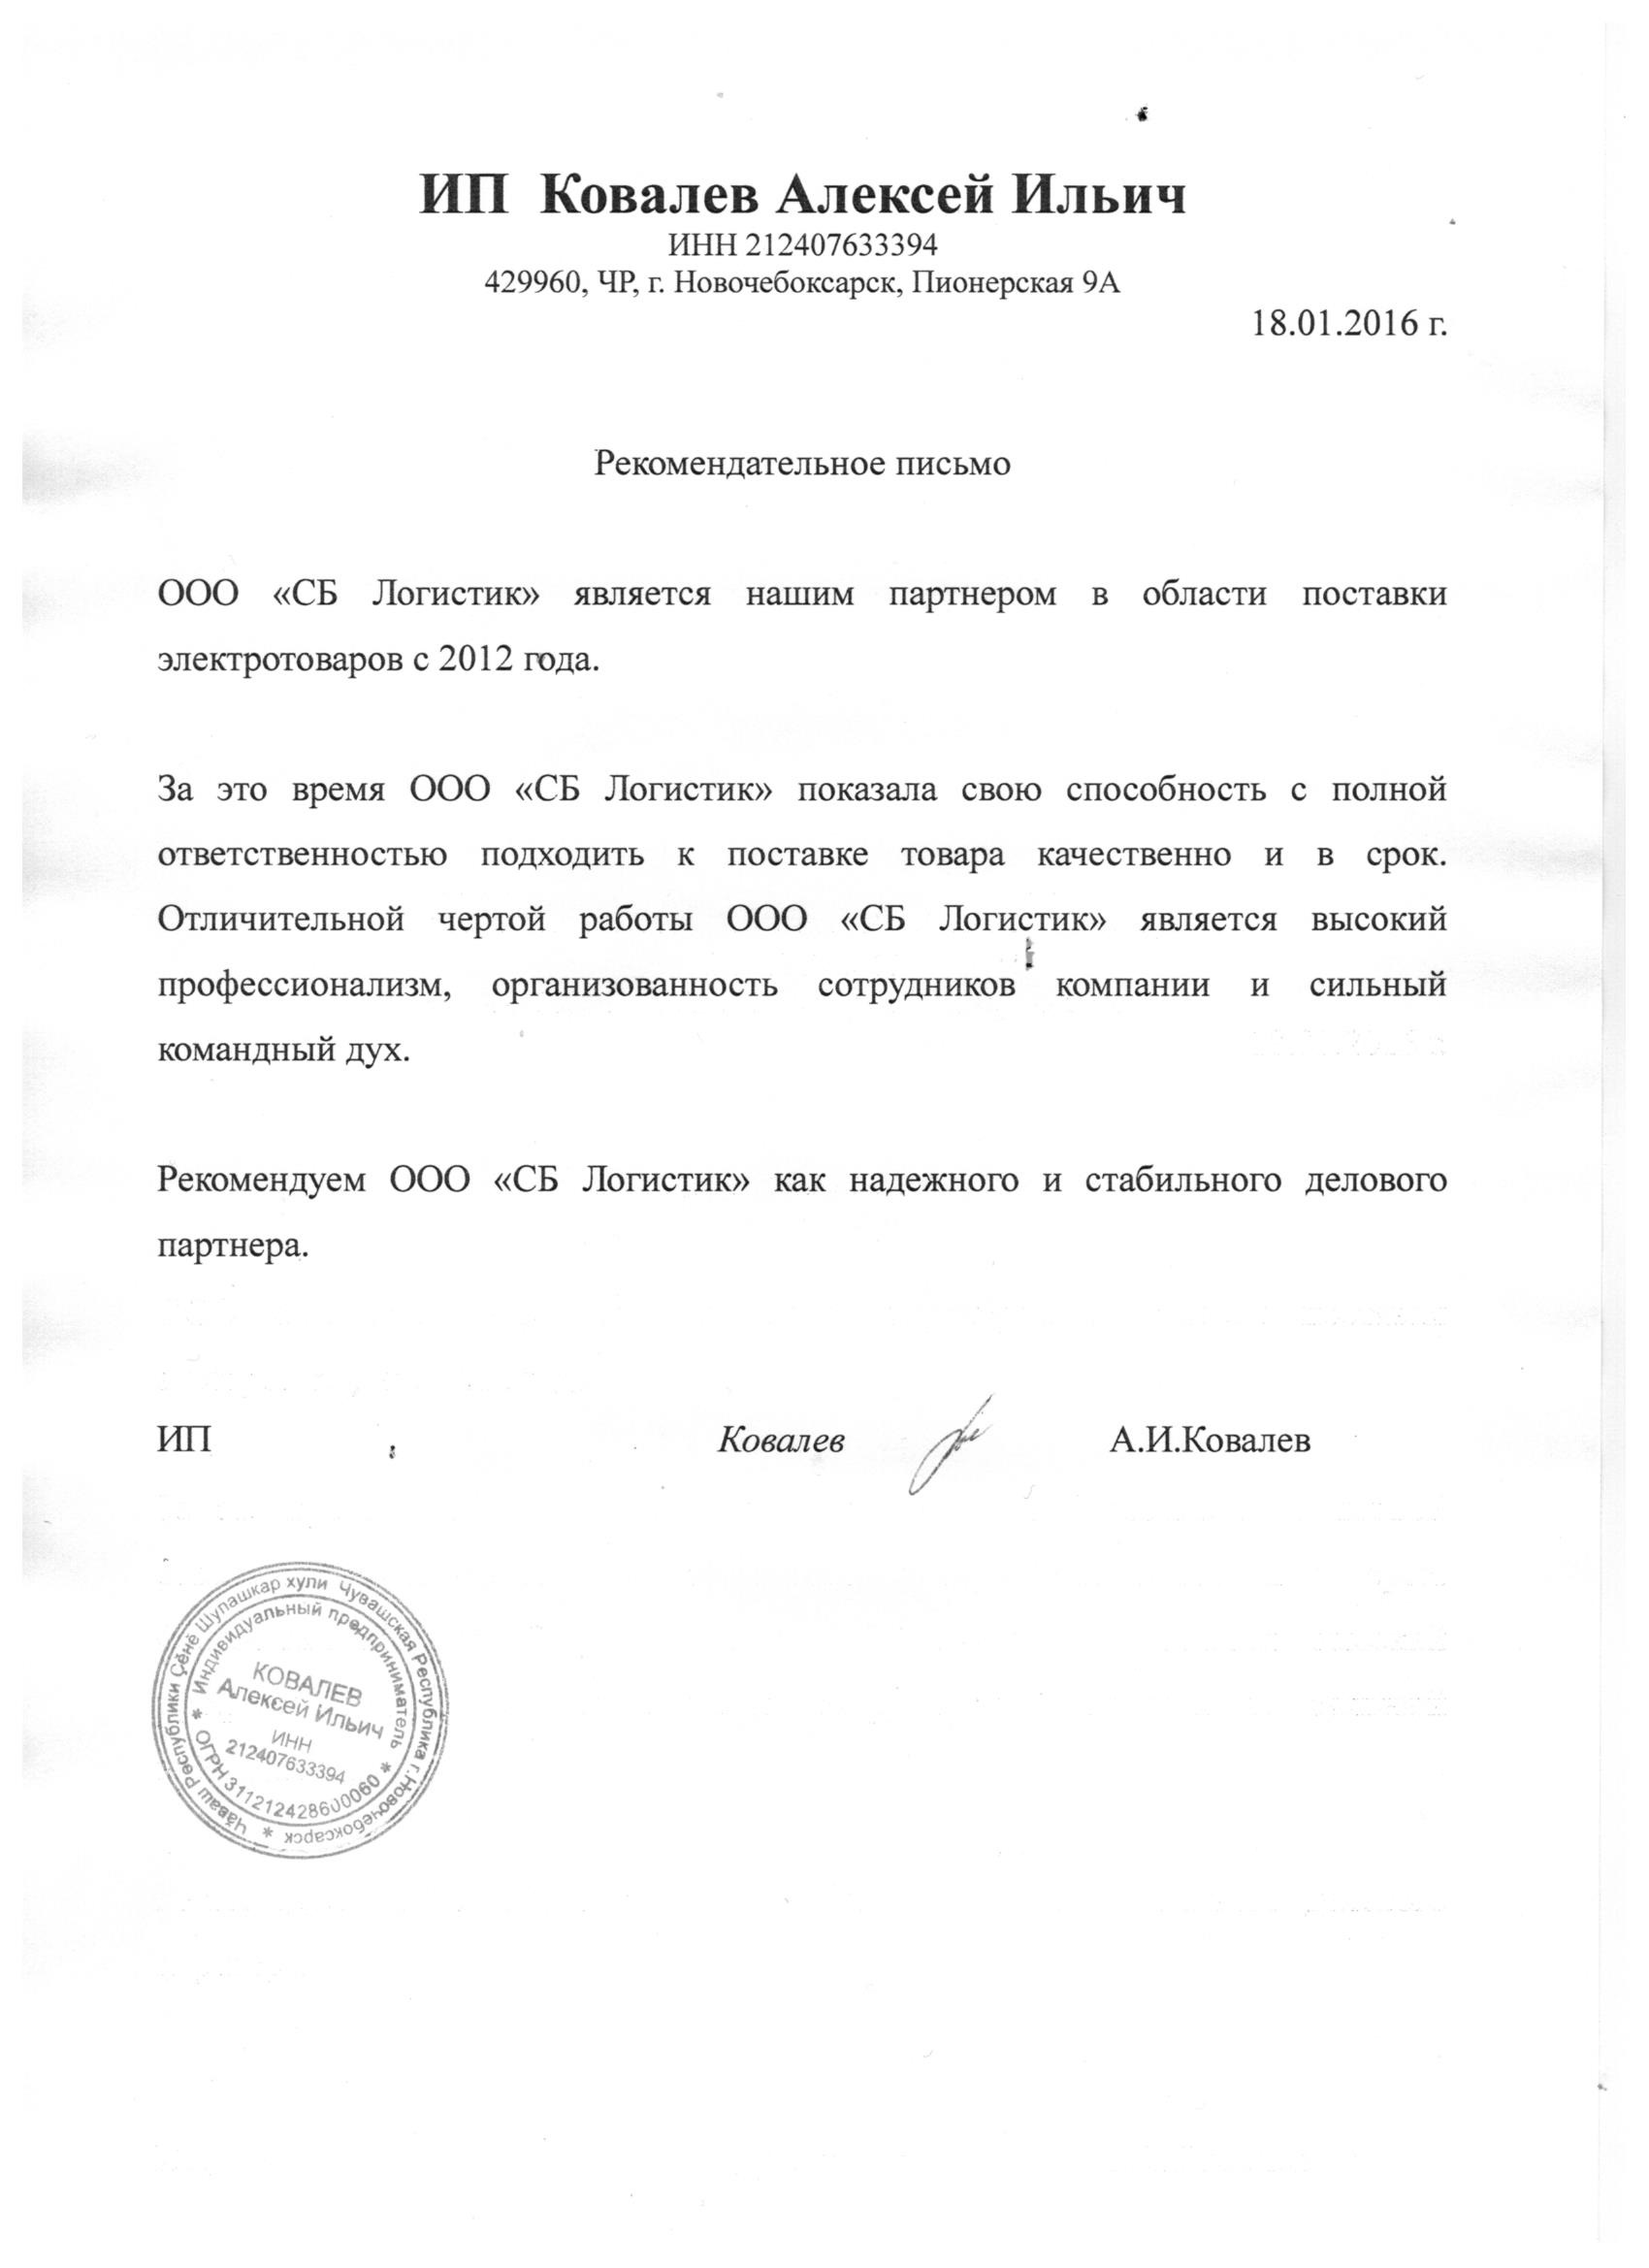 ИП Ковалев Алексей Ильич
ИНН 212407633394
429960, ЧР, г. Новочебоксарск, Пионерская 9А
18.01.2016 г.
Рекомендательное письмо
ООО «СБ Логистик» является нашим партнером в области поставки
электротоваров с 2012 года.
За это время ООО «СБ Логистик» показала свою способность с полной
ответственностью подходить к поставке товара качественно и в срок.
Отличительной чертой работы ООО «СБ Логистик» является высокий
профессионализм, организованность сотрудников компании и сильный
командный дух.
Рекомендуем ООО «СБ Логистик» как надежного и стабильного делового
партнера.
ИП Ковалев А.И.Ковалев
Чăваш Республики Çӗнӗ Шупашкар хули Чувашская Республика г.Новочебоксарск *
* Индивидуальный предприниматель *
КОВАЛЕВ
Алексей Ильич
ИНН
212407633394
ОГРН 311212428600060